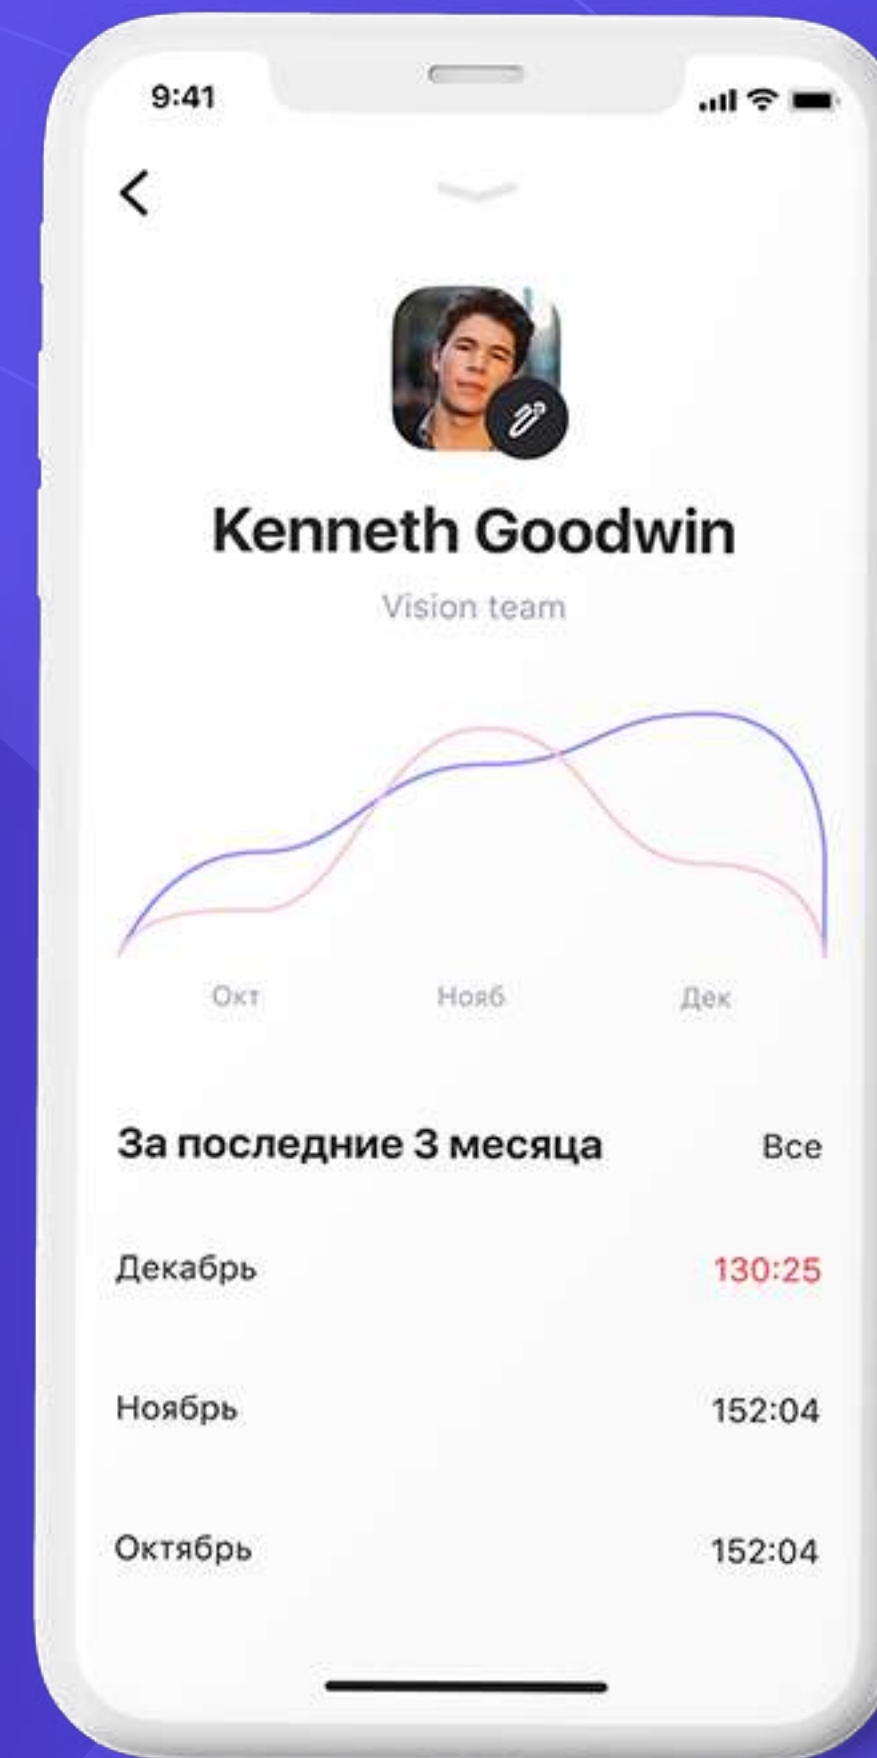 9:41
Kenneth Goodwin
Vision team
Окт Нояб Дек
За последние 3 месяца Все
Декабрь 130:25
Ноябрь 152:04
Октябрь 152:04